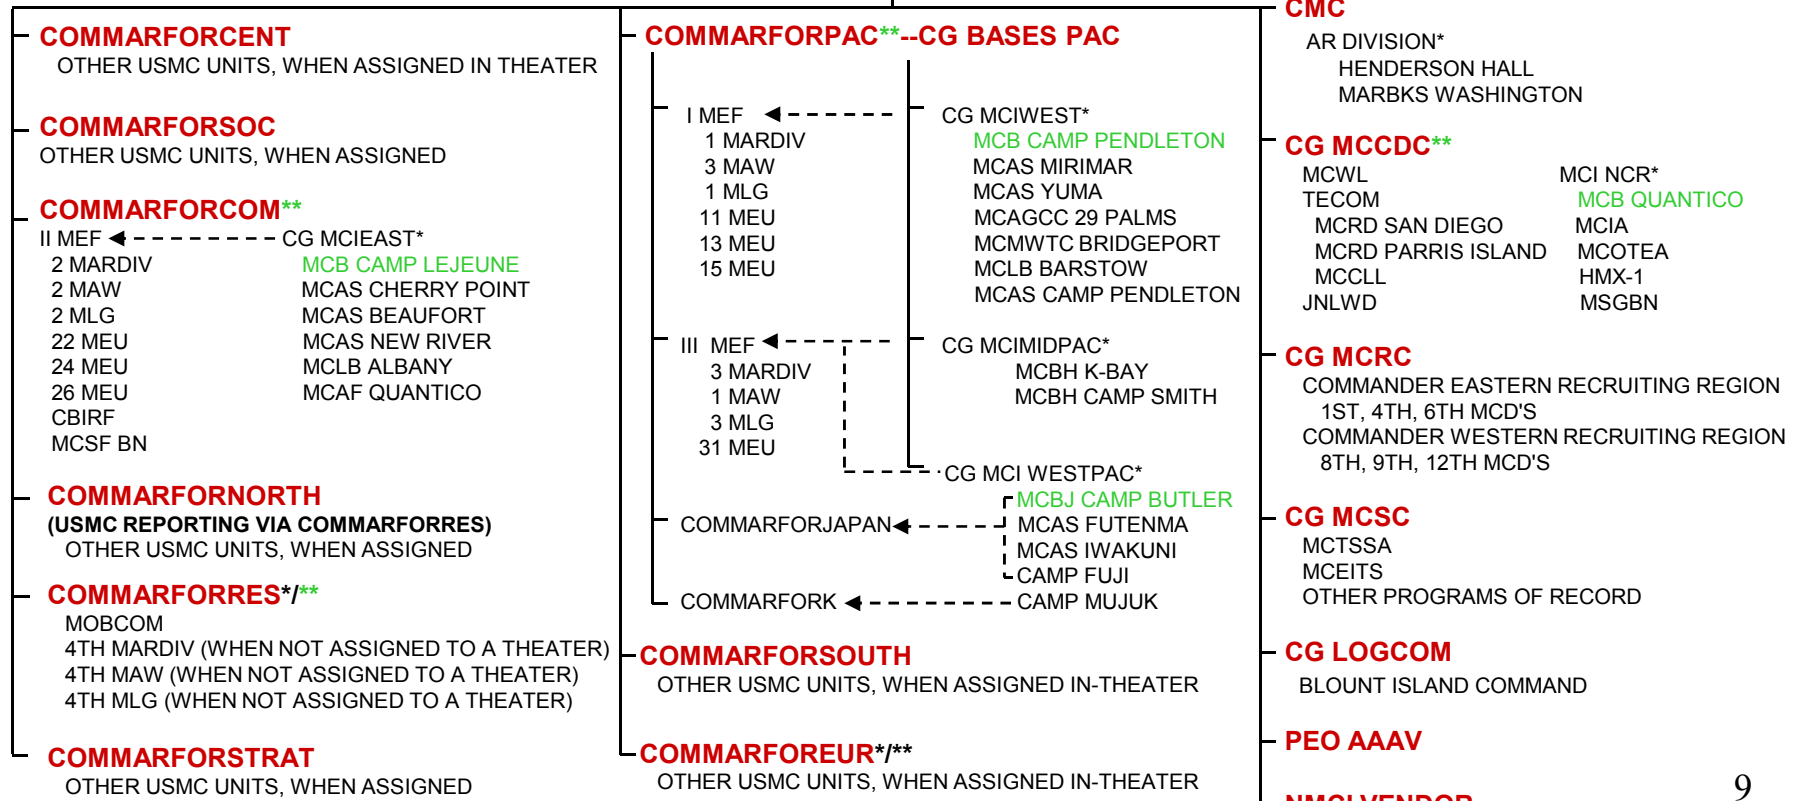 COMMARFORCENT
OTHER USMC UNITS, WHEN ASSIGNED IN THEATER
COMMARFORSOC
OTHER USMC UNITS, WHEN ASSIGNED
COMMARFORCOM**
II MEF
CG MCIEAST*
2 MARDIV
MCB CAMP LEJEUNE
2 MAW
MCAS CHERRY POINT
2 MLG
MCAS BEAUFORT
22 MEU
MCAS NEW RIVER
24 MEU
MCLB ALBANY
26 MEU
MCAF QUANTICO
CBIRF
MCSF BN
COMMARFORNORTH
(USMC REPORTING VIA COMMARFORRES)
OTHER USMC UNITS, WHEN ASSIGNED
COMMARFORRES*/**
MOBCOM
4TH MARDIV (WHEN NOT ASSIGNED TO A THEATER)
4TH MAW (WHEN NOT ASSIGNED TO A THEATER)
4TH MLG (WHEN NOT ASSIGNED TO A THEATER)
COMMARFORSTRAT
OTHER USMC UNITS, WHEN ASSIGNED
COMMARFORPAC**--CG BASES PAC
I MEF
1 MARDIV
3 MAW
1 MLG
11 MEU
13 MEU
15 MEU
CG MCIWEST*
MCB CAMP PENDLETON
MCAS MIRIMAR
MCAS YUMA
MCAGCC 29 PALMS
MCMWTC BRIDGEPORT
MCLB BARSTOW
MCAS CAMP PENDLETON
III MEF
3 MARDIV
1 MAW
3 MLG
31 MEU
CG MCIMIDPAC*
MCBH K-BAY
MCBH CAMP SMITH
CG MCI WESTPAC*
MCBJ CAMP BUTLER
COMMARFORJAPAN
MCAS FUTENMA
MCAS IWAKUNI
CAMP FUJI
COMMARFORK
CAMP MUJUK
COMMARFORSOUTH
OTHER USMC UNITS, WHEN ASSIGNED IN-THEATER
COMMARFOREUR*/**
OTHER USMC UNITS, WHEN ASSIGNED IN-THEATER
CMC
AR DIVISION*
HENDERSON HALL
MARBKS WASHINGTON
CG MCCDC**
MCWL
TECOM
MCRD SAN DIEGO
MCRD PARRIS ISLAND
MCCLL
JNLWD
MCI NCR*
MCB QUANTICO
MCIA
MCOTEA
HMX-1
MSGBN
CG MCRC
COMMANDER EASTERN RECRUITING REGION
1ST, 4TH, 6TH MCD'S
COMMANDER WESTERN RECRUITING REGION
8TH, 9TH, 12TH MCD'S
CG MCSC
MCTSSA
MCEITS
OTHER PROGRAMS OF RECORD
CG LOGCOM
BLOUNT ISLAND COMMAND
PEO AAAV
NMCI VENDOR
9